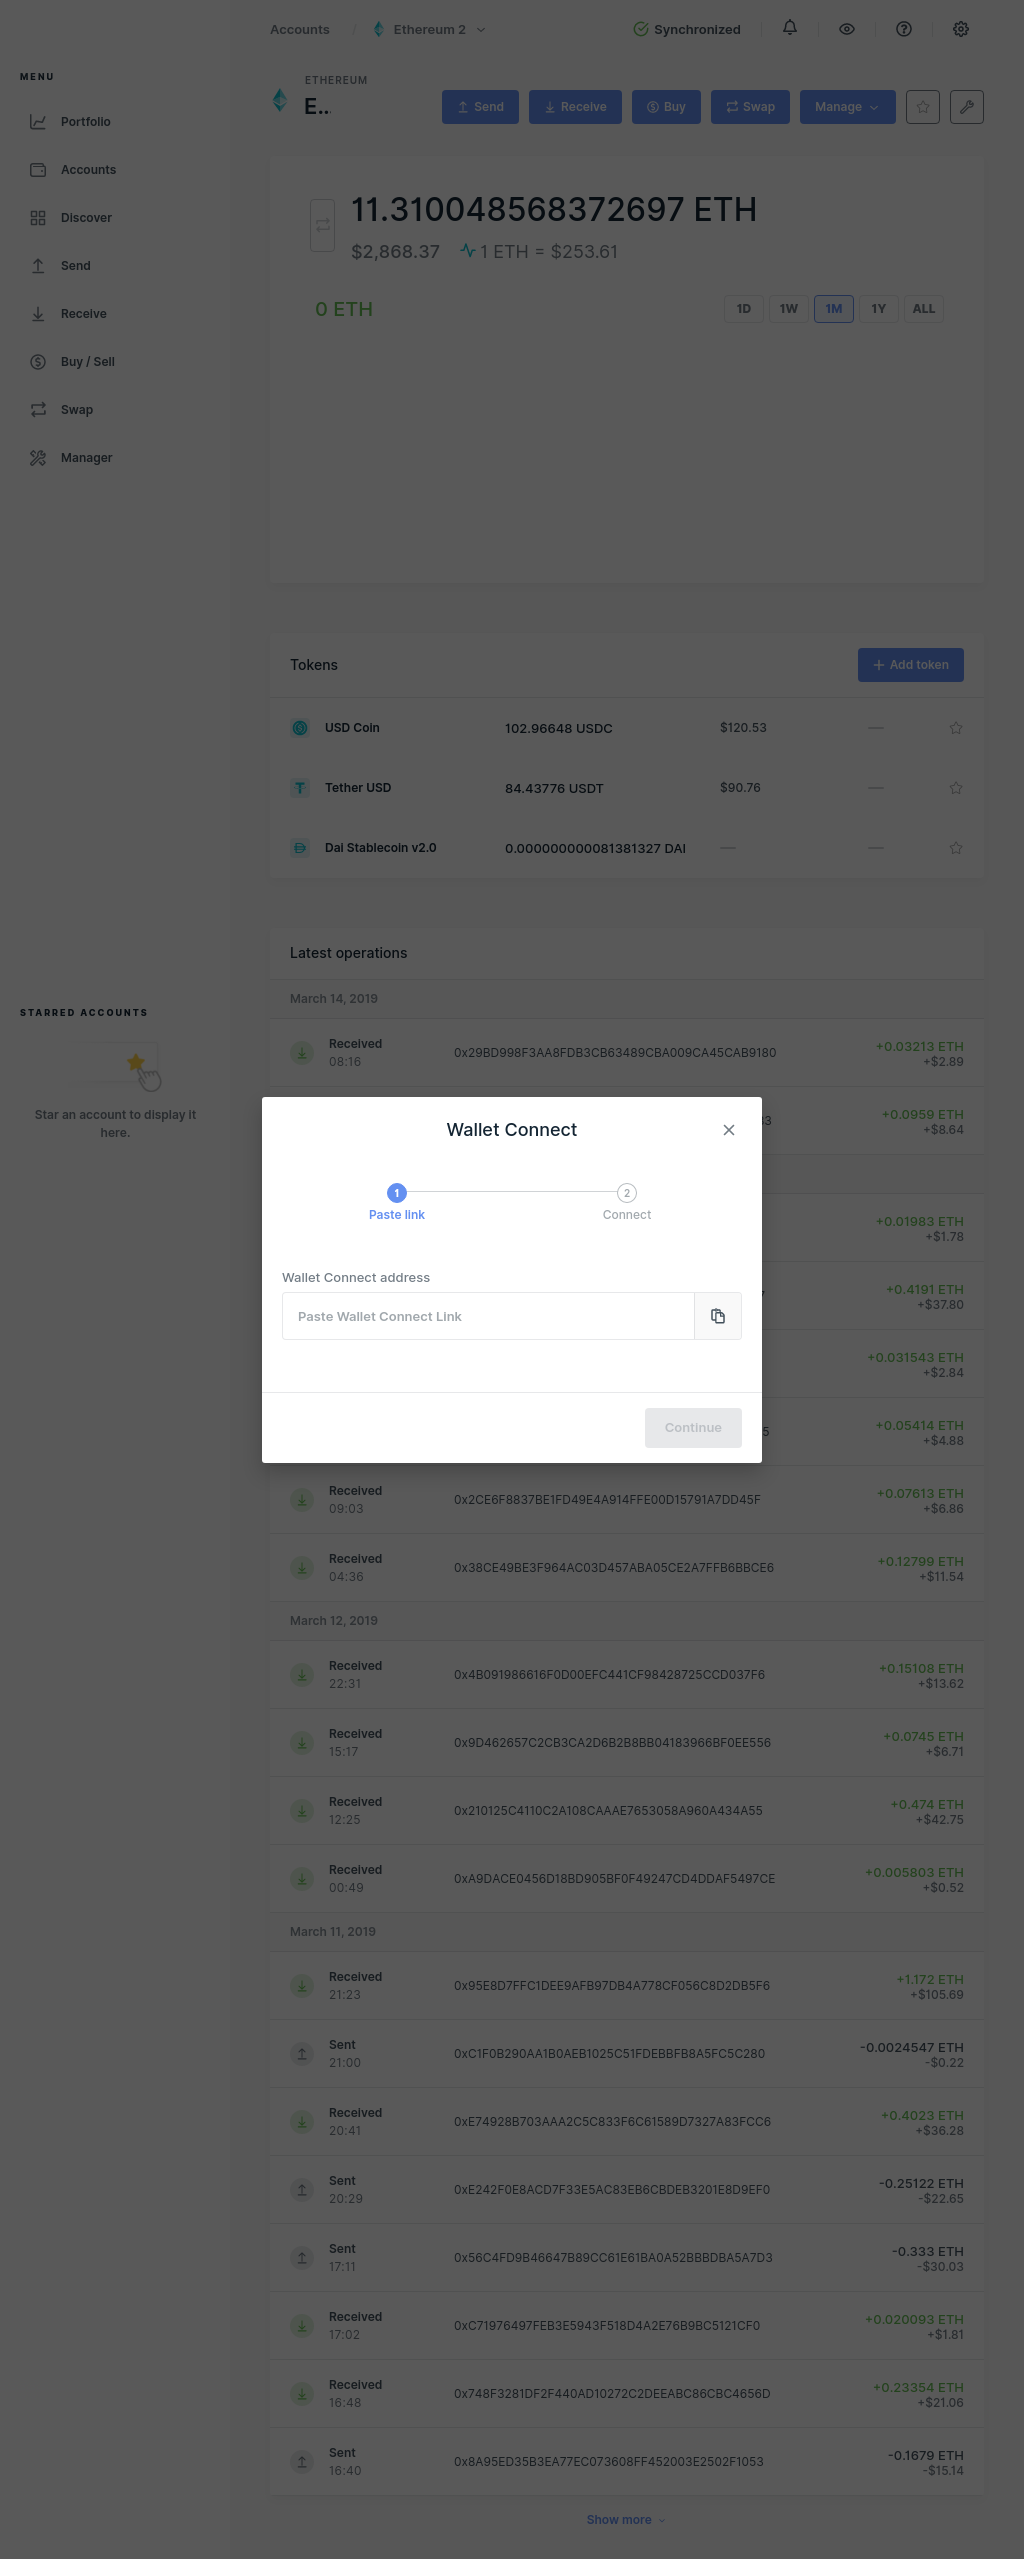 Accounts / Ethereum 2
Synchronized
MENU
Portfolio
Accounts
Discover
Send
Receive
Buy / Sell
Swap
Manager
ETHEREUM
E...
Send
Receive
Buy
Swap
Manage
11.310048568372697 ETH
$2,868.37
1 ETH = $253.61
0 ETH
1D
1W
1M
1Y
ALL
Tokens
Add token
USD Coin 102.96648 USDC $120.53 —
Tether USD 84.43776 USDT $90.76 —
Dai Stablecoin v2.0 0.000000000081381327 DAI — —
STARRED ACCOUNTS
Star an account to display it
here.
Latest operations
March 14, 2019
Received 0x29BD998F3AA8FDB3CB63489CBA009CA45CAB9180 +0.03213 ETH
08:16 +$2.89
+0.0959 ETH
+$8.64
Wallet Connect
1
2
Paste link
Connect
Wallet Connect address
Paste Wallet Connect Link
Continue
+0.01983 ETH
+$1.78
+0.4191 ETH
+$37.80
+0.031543 ETH
+$2.84
+0.05414 ETH
+$4.88
Received 0x2CE6F8837BE1FD49E4A914FFE00D15791A7DD45F +0.07613 ETH
09:03 +$6.86
Received 0x38CE49BE3F964AC03D457ABA05CE2A7FFB6BBCE6 +0.12799 ETH
04:36 +$11.54
March 12, 2019
Received 0x4B091986616F0D00EFC441CF98428725CCD037F6 +0.15108 ETH
22:31 +$13.62
Received 0x9D462657C2CB3CA2D6B2B8BB04183966BF0EE556 +0.0745 ETH
15:17 +$6.71
Received 0x210125C4110C2A108CAAAE7653058A960A434A55 +0.474 ETH
12:25 +$42.75
Received 0xA9DACE0456D18BD905BF0F49247CD4DDAF5497CE +0.005803 ETH
00:49 +$0.52
March 11, 2019
Received 0x95E8D7FFC1DEE9AFB97DB4A778CF056C8D2DB5F6 +1.172 ETH
21:23 +$105.69
Sent 0xC1F0B290AA1B0AEB1025C51FDEBBFB8A5FC5C280 -0.0024547 ETH
21:00 -$0.22
Received 0xE74928B703AAA2C5C833F6C61589D7327A83FCC6 +0.4023 ETH
20:41 +$36.28
Sent 0xE242F0E8ACD7F33E5AC83EB6CBDEB3201E8D9EF0 -0.25122 ETH
20:29 -$22.65
Sent 0x56C4FD9B46647B89CC61E61BA0A52BBBDBA5A7D3 -0.333 ETH
17:11 -$30.03
Received 0xC71976497FEB3E5943F518D4A2E76B9BC5121CF0 +0.020093 ETH
17:02 +$1.81
Received 0x748F3281DF2F440AD10272C2DEEABC86CBC4656D +0.23354 ETH
16:48 +$21.06
Sent 0x8A95ED35B3EA77EC073608FF452003E2502F1053 -0.1679 ETH
16:40 -$15.14
Show more